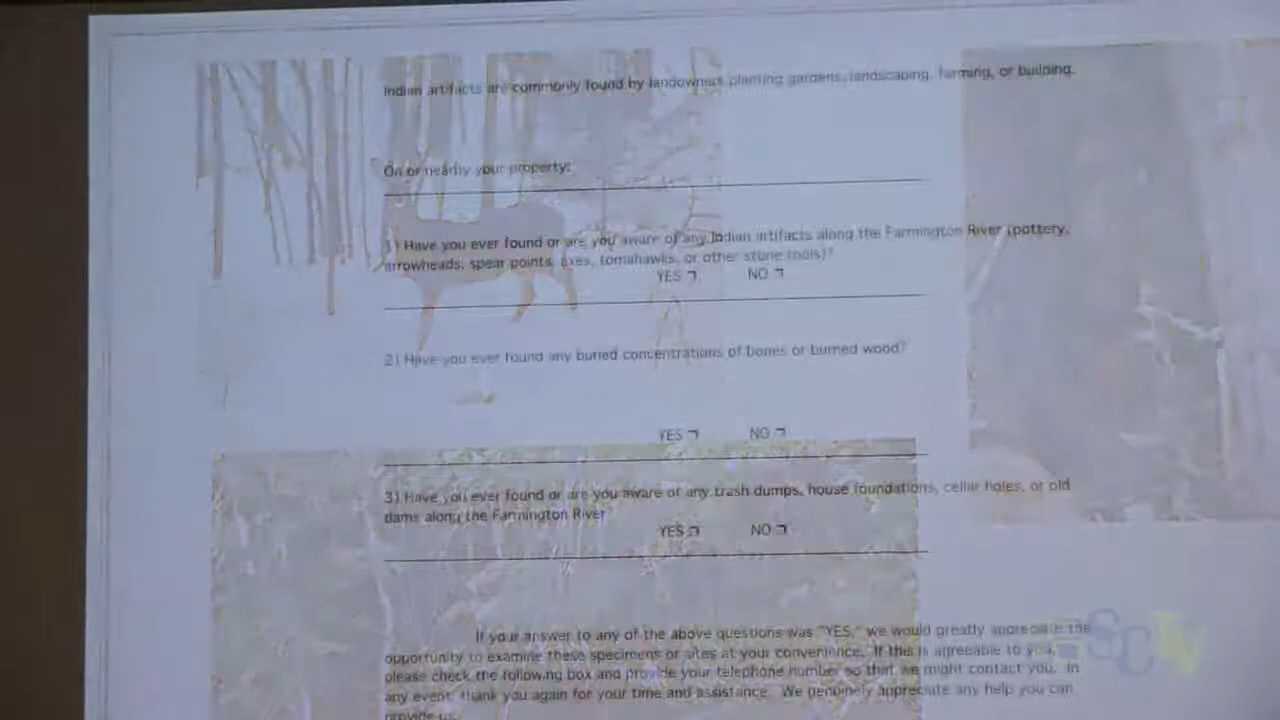 Indian artifacts are commonly found by landowners planting gardens, landscaping, farming, or building.
On or nearby your property:
1) Have you ever found or are you aware of any Indian artifacts along the Farmington River (pottery,
arrowheads, spear points, axes, tomahawks, or other stone tools)?
YES NO
2) Have you ever found any buried concentrations of bones or burned wood?
YES NO
3) Have you ever found or are you aware of any trash dumps, house foundations, cellar holes, or old
dams along the Farmington River
YES NO
If your answer to any of the above questions was "YES," we would greatly appreciate the
opportunity to examine these specimens or sites at your convenience. If this is agreeable to you,
please check the following box and provide your telephone number so that we might contact you. In
any event, thank you again for your time and assistance. We genuinely appreciate any help you can
provide us.
SCTV